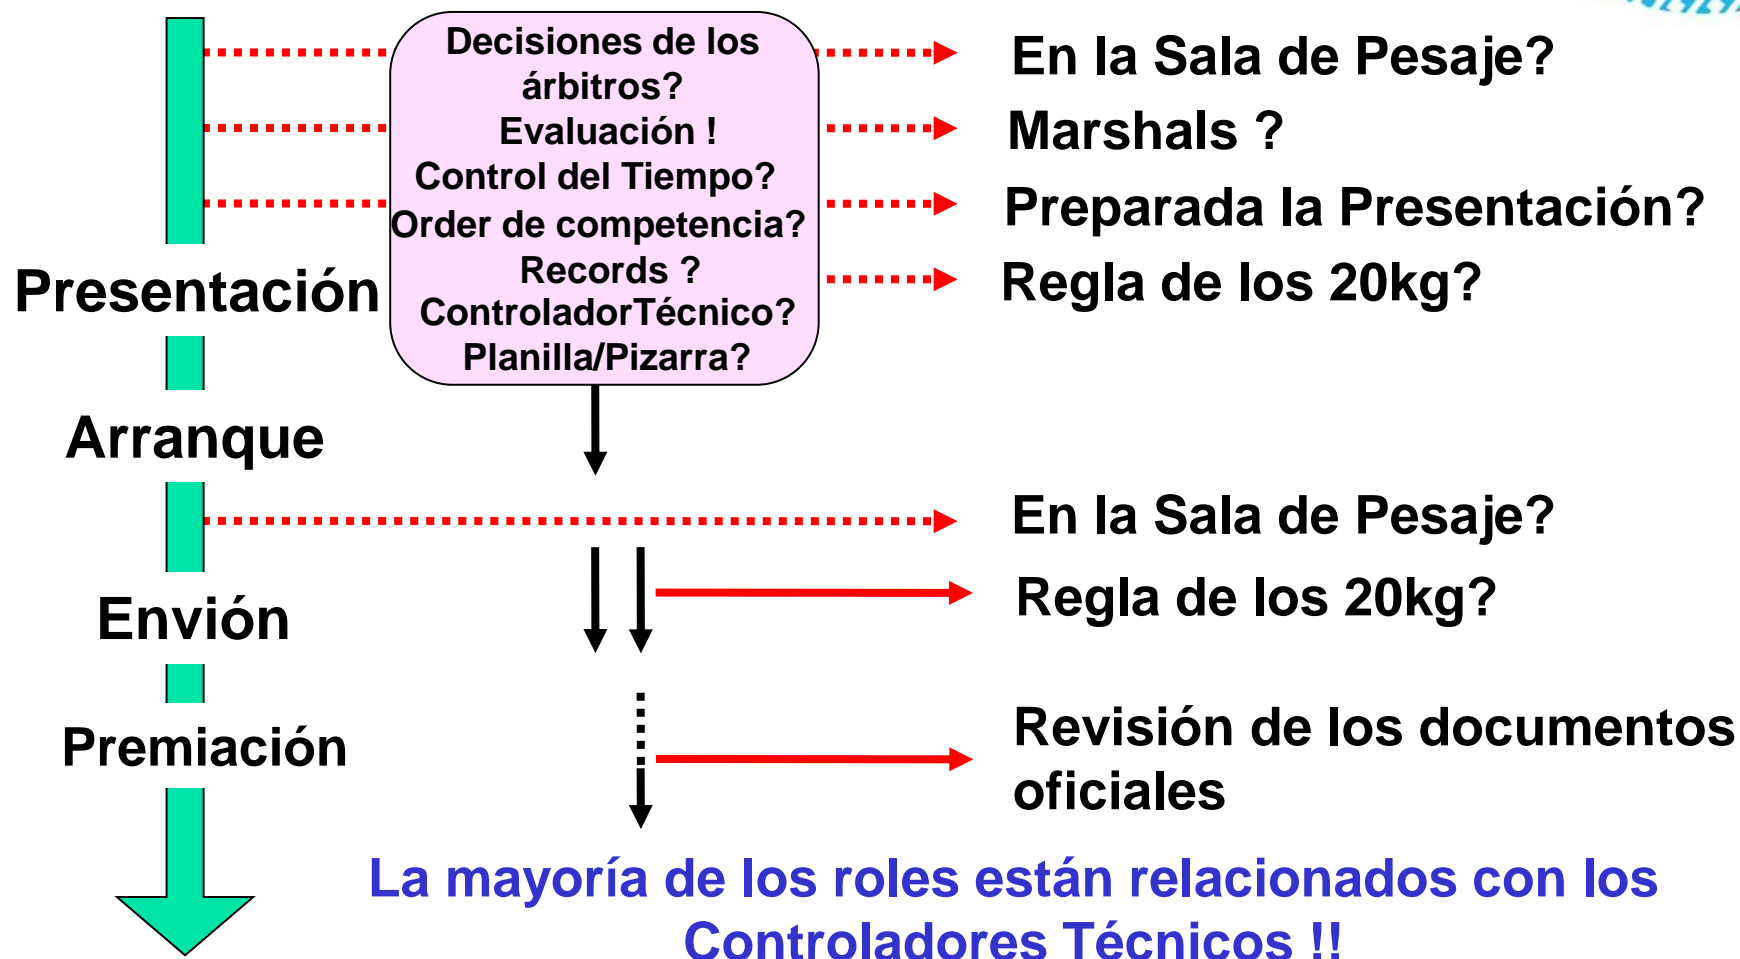 Decisiones de los
árbitros?
Evaluación !
Control del Tiempo?
Order de competencia?
Records ?
ControladorTécnico?
Planilla/Pizarra?
En la Sala de Pesaje?
Marshals ?
Preparada la Presentación?
Regla de los 20kg?
Presentación
Arranque
En la Sala de Pesaje?
Regla de los 20kg?
Envión
Premiación
Revisión de los documentos
oficiales
La mayoría de los roles están relacionados con los
Controladores Técnicos !!